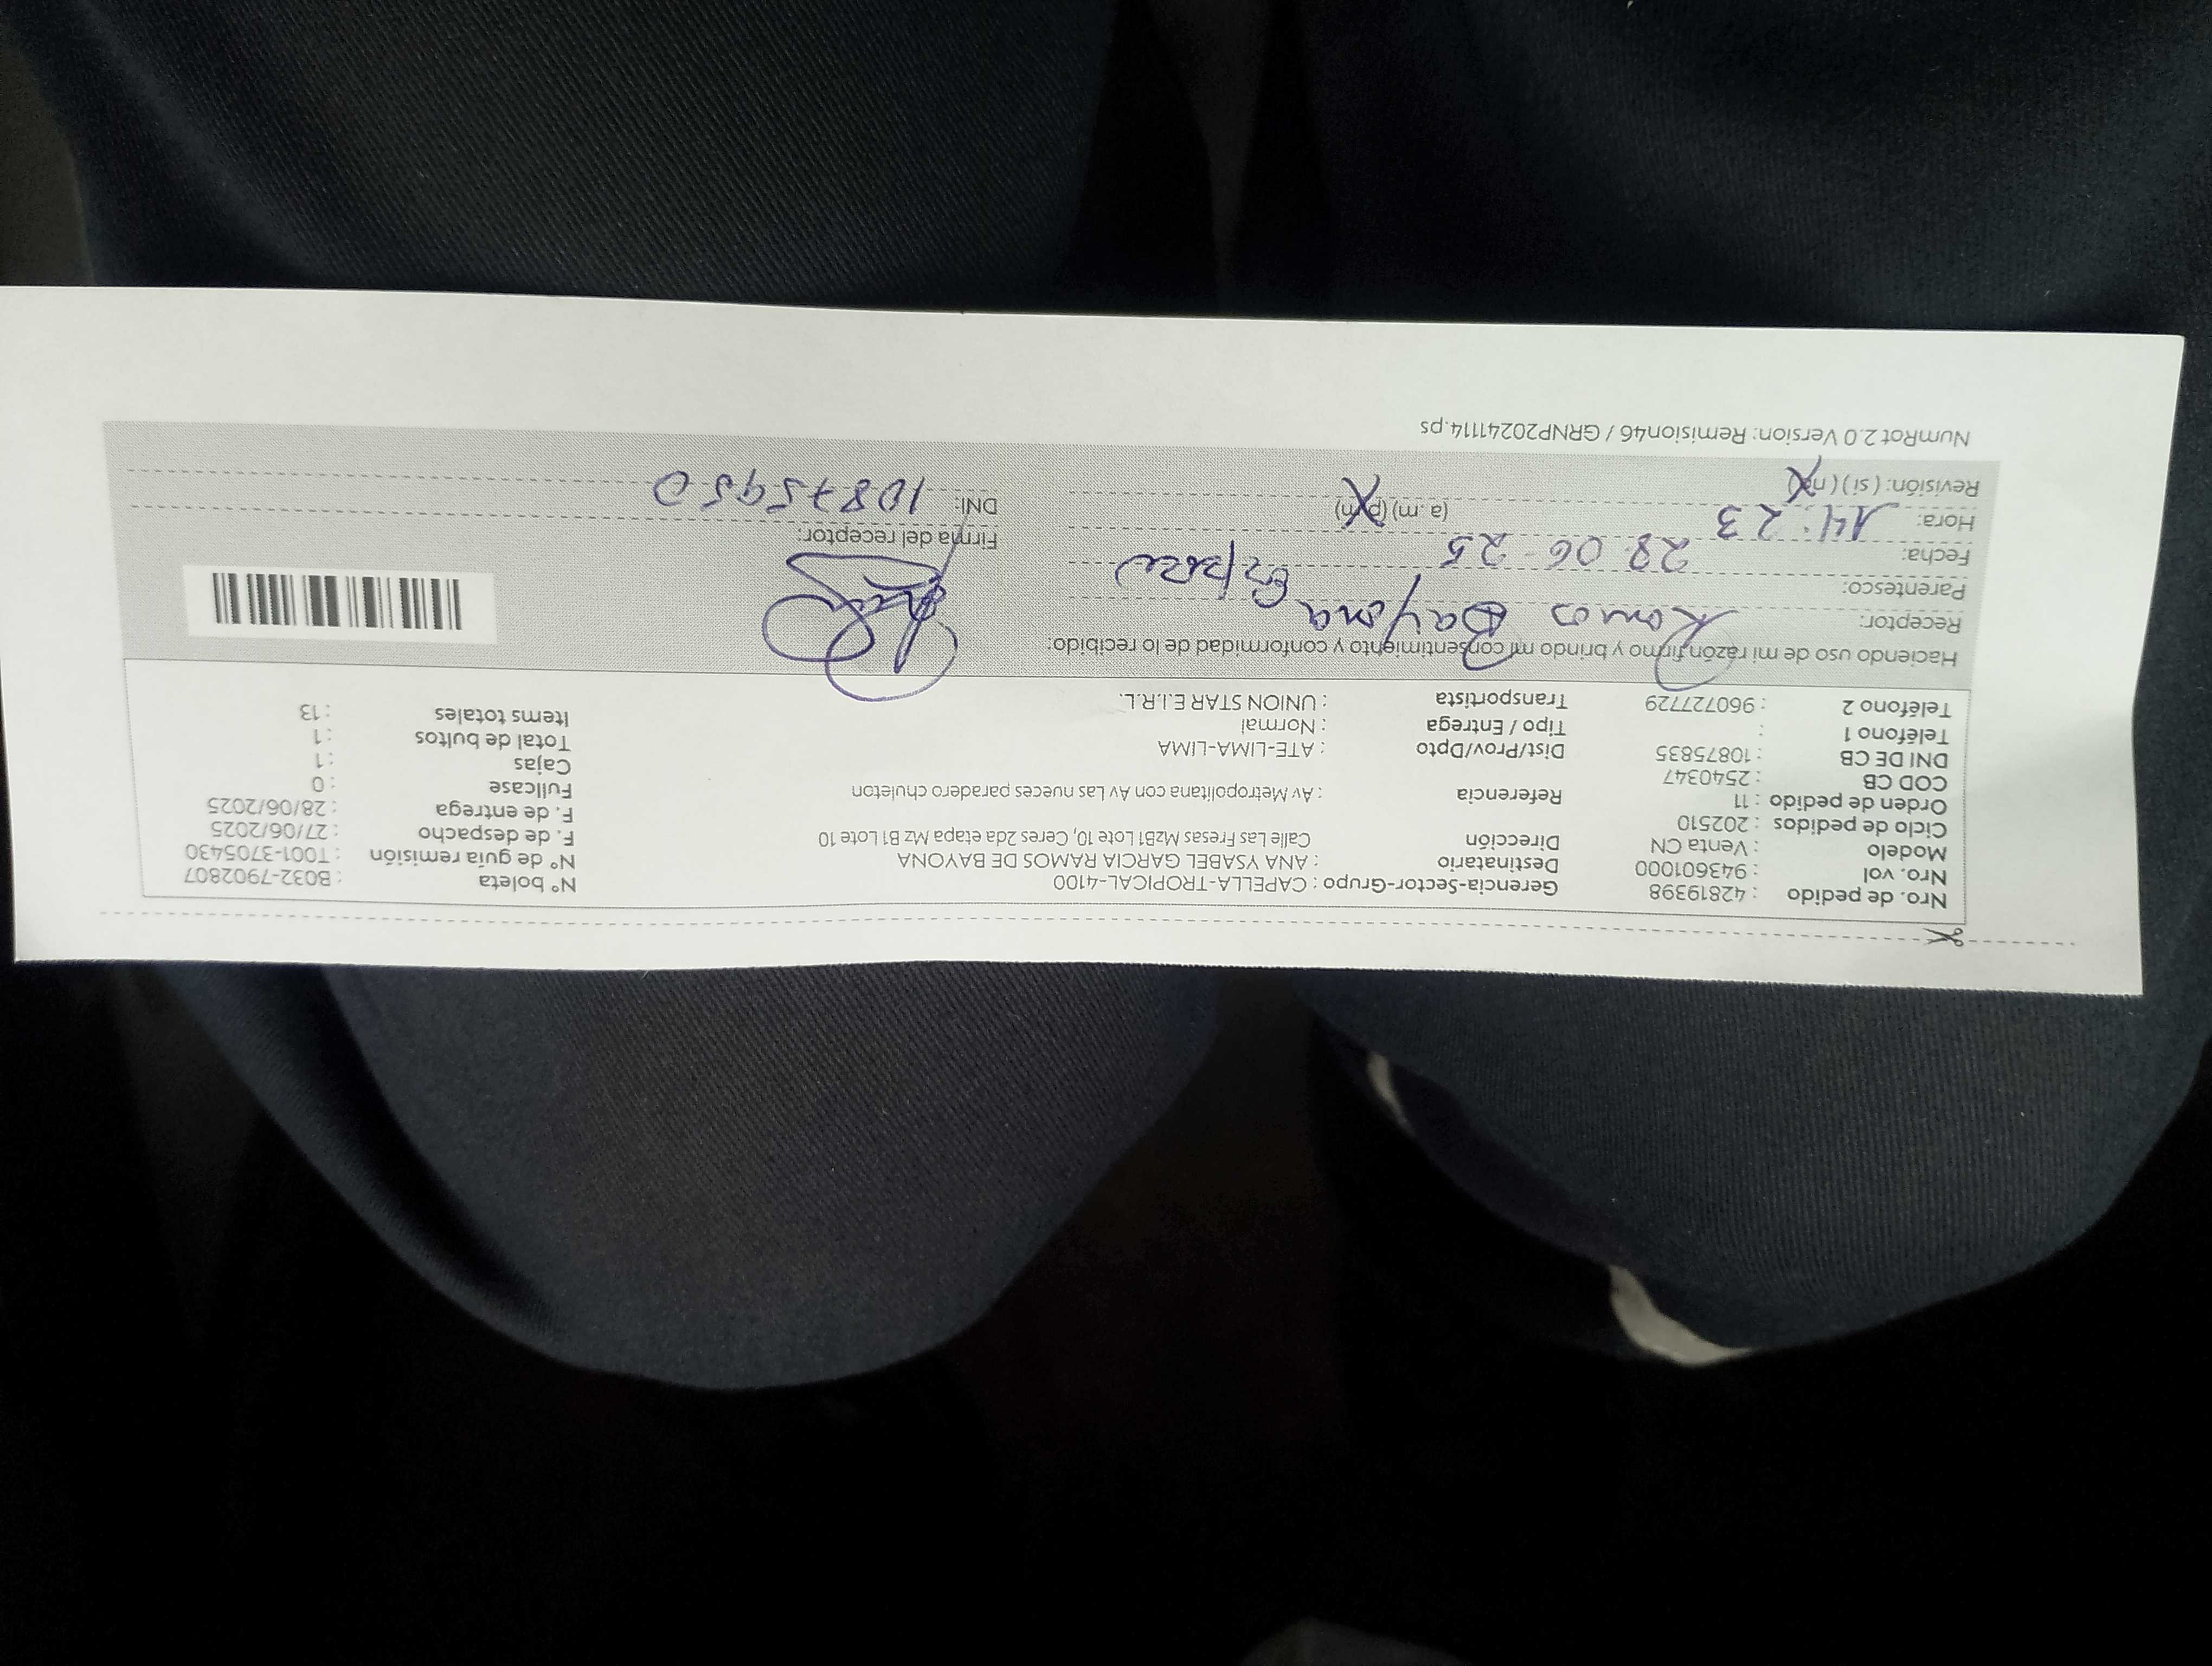 Nro. de pedido : 42819398 Gerencia-Sector-Grupo : CAPELLA-TROPICAL-4100 N° boleta : B032-7902807
Nro. vol : 943601000 Destinatario : ANA YSABEL GARCIA RAMOS DE BAYONA N° de guía remisión : T001-3705430
Modelo : Venta CN Dirección Calle Las Fresas MzB1 Lote 10, Ceres 2da etapa Mz B1 Lote 10 F. de despacho : 27/06/2025
Ciclo de pedidos : 202510 F. de entrega : 28/06/2025
Orden de pedido : 11 Referencia : Av Metropolitana con Av Las nueces paradero chuleton Fullcase : 0
COD CB : 2540347 Cajas : 1
DNI DE CB : 10875835 Dist/Prov/Dpto : ATE-LIMA-LIMA Total de bultos : 1
Teléfono 1 : Tipo / Entrega : Normal Items totales : 13
Teléfono 2 : 960727729 Transportista : UNION STAR E.I.R.L.
Haciendo uso de mi razón firmo y brindo mi consentimiento y conformidad de lo recibido:
Receptor: Ramos Bayona
Parentesco:
Fecha: 28 06 25 Firma del receptor:
Hora: 14:23 (a.m) (p.m) DNI: 10875950
Revisión: (si) (no)
NumRot 2.0 Version: Remision46 / GRNP20241114.ps